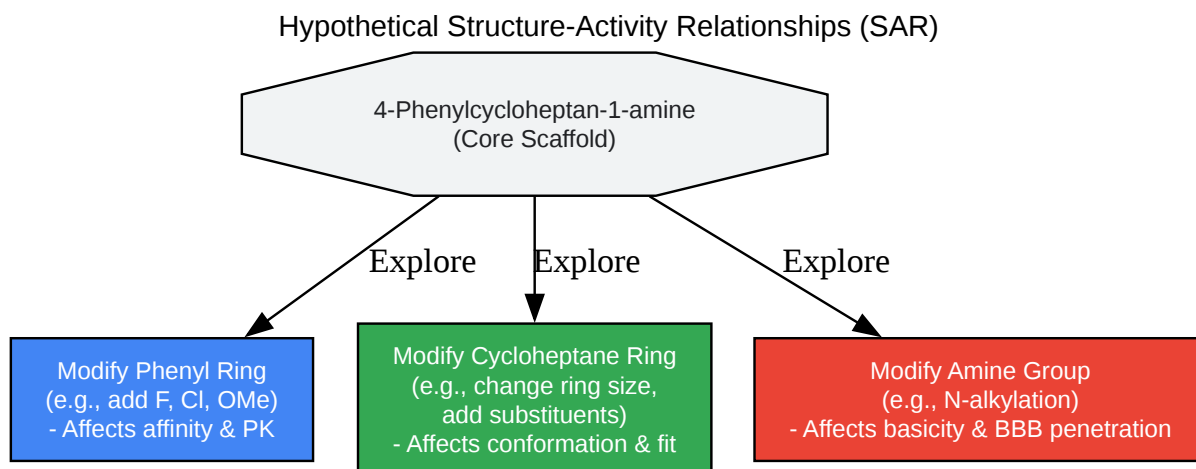 Hypothetical Structure-Activity Relationships (SAR)
4-Phenylcycloheptan-1-amine
(Core Scaffold)
Explore
Explore
Explore
Modify Phenyl Ring
(e.g., add F, Cl, OMe)
- Affects affinity & PK
Modify Cycloheptane Ring
(e.g., change ring size,
add substituents)
- Affects conformation & fit
Modify Amine Group
(e.g., N-alkylation)
- Affects basicity & BBB penetration